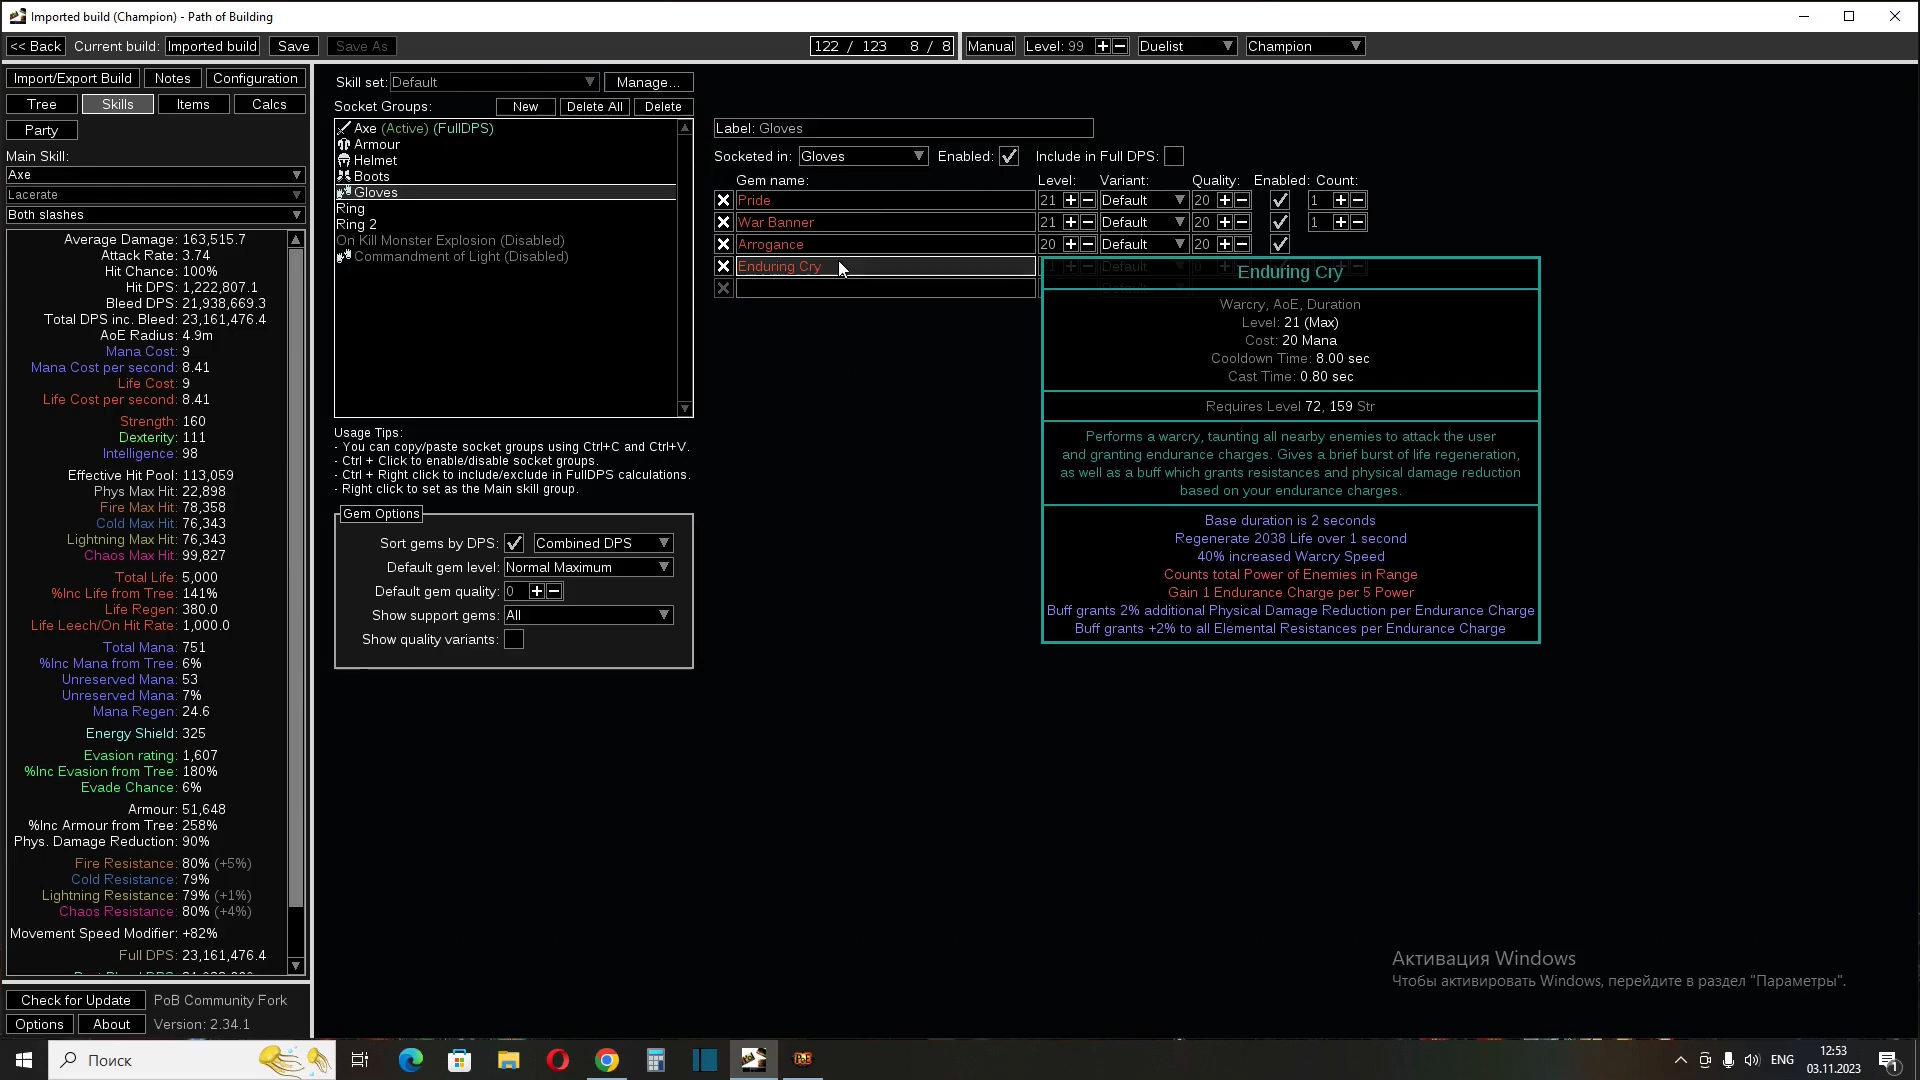 Imported build (Champion) - Path of Building
<< Back Current build: Imported build Save Save As 122 / 123 8 / 8 Manual Level: 99 Duelist Champion
Import/Export Build Notes Configuration
Tree Skills Items Calcs
Party
Main Skill:
Axe
Lacerate
Both slashes
Average Damage: 163,515.7
Attack Rate: 3.74
Hit Chance: 100%
Hit DPS: 1,222,807.1
Bleed DPS: 21,938,669.3
Total DPS inc. Bleed: 23,161,476.4
AoE Radius: 4.9m
Mana Cost: 9
Mana Cost per second: 8.41
Life Cost: 9
Life Cost per second: 8.41
Strength: 160
Dexterity: 111
Intelligence: 98
Effective Hit Pool: 113,059
Phys Max Hit: 22,898
Fire Max Hit: 78,358
Cold Max Hit: 76,343
Lightning Max Hit: 76,343
Chaos Max Hit: 99,827
Total Life: 5,000
%Inc Life from Tree: 141%
Life Regen: 380.0
Life Leech/On Hit Rate: 1,000.0
Total Mana: 751
%Inc Mana from Tree: 6%
Unreserved Mana: 53
Unreserved Mana: 7%
Mana Regen: 24.6
Energy Shield: 325
Evasion rating: 1,607
%Inc Evasion from Tree: 180%
Evade Chance: 6%
Armour: 51,648
%Inc Armour from Tree: 258%
Phys. Damage Reduction: 90%
Fire Resistance: 80% (+5%)
Cold Resistance: 79%
Lightning Resistance: 79% (+1%)
Chaos Resistance: 80% (+4%)
Movement Speed Modifier: +82%
Full DPS: 23,161,476.4
Check for Update PoB Community Fork
Options About Version: 2.34.1
Skill set: Default Manage...
Socket Groups: New Delete All Delete
Axe (Active) (FullDPS)
Armour
Helmet
Boots
Gloves
Ring
Ring 2
On Kill Monster Explosion (Disabled)
Commandment of Light (Disabled)
Usage Tips:
- You can copy/paste socket groups using Ctrl+C and Ctrl+V.
- Ctrl + Click to enable/disable socket groups.
- Ctrl + Right click to include/exclude in FullDPS calculations.
- Right click to set as the Main skill group.
Gem Options
Sort gems by DPS: Combined DPS
Default gem level: Normal Maximum
Default gem quality: 0
Show support gems: All
Show quality variants:
Label: Gloves
Socketed in: Gloves Enabled: Include in Full DPS:
Gem name: Level: Variant: Quality: Enabled: Count:
Pride 21 Default 20 1
War Banner 21 Default 20 1
Arrogance 20 Default 20
Enduring Cry
Enduring Cry
Warcry, AoE, Duration
Level: 21 (Max)
Cost: 20 Mana
Cooldown Time: 8.00 sec
Cast Time: 0.80 sec
Requires Level 72, 159 Str
Performs a warcry, taunting all nearby enemies to attack the user
and granting endurance charges. Gives a brief burst of life regeneration,
as well as a buff which grants resistances and physical damage reduction
based on your endurance charges.
Base duration is 2 seconds
Regenerate 2038 Life over 1 second
40% increased Warcry Speed
Counts total Power of Enemies in Range
Gain 1 Endurance Charge per 5 Power
Buff grants 2% additional Physical Damage Reduction per Endurance Charge
Buff grants +2% to all Elemental Resistances per Endurance Charge
Активация Windows
Чтобы активировать Windows, перейдите в раздел "Параметры".
Поиск
PoE
ENG
12:53
03.11.2023
1